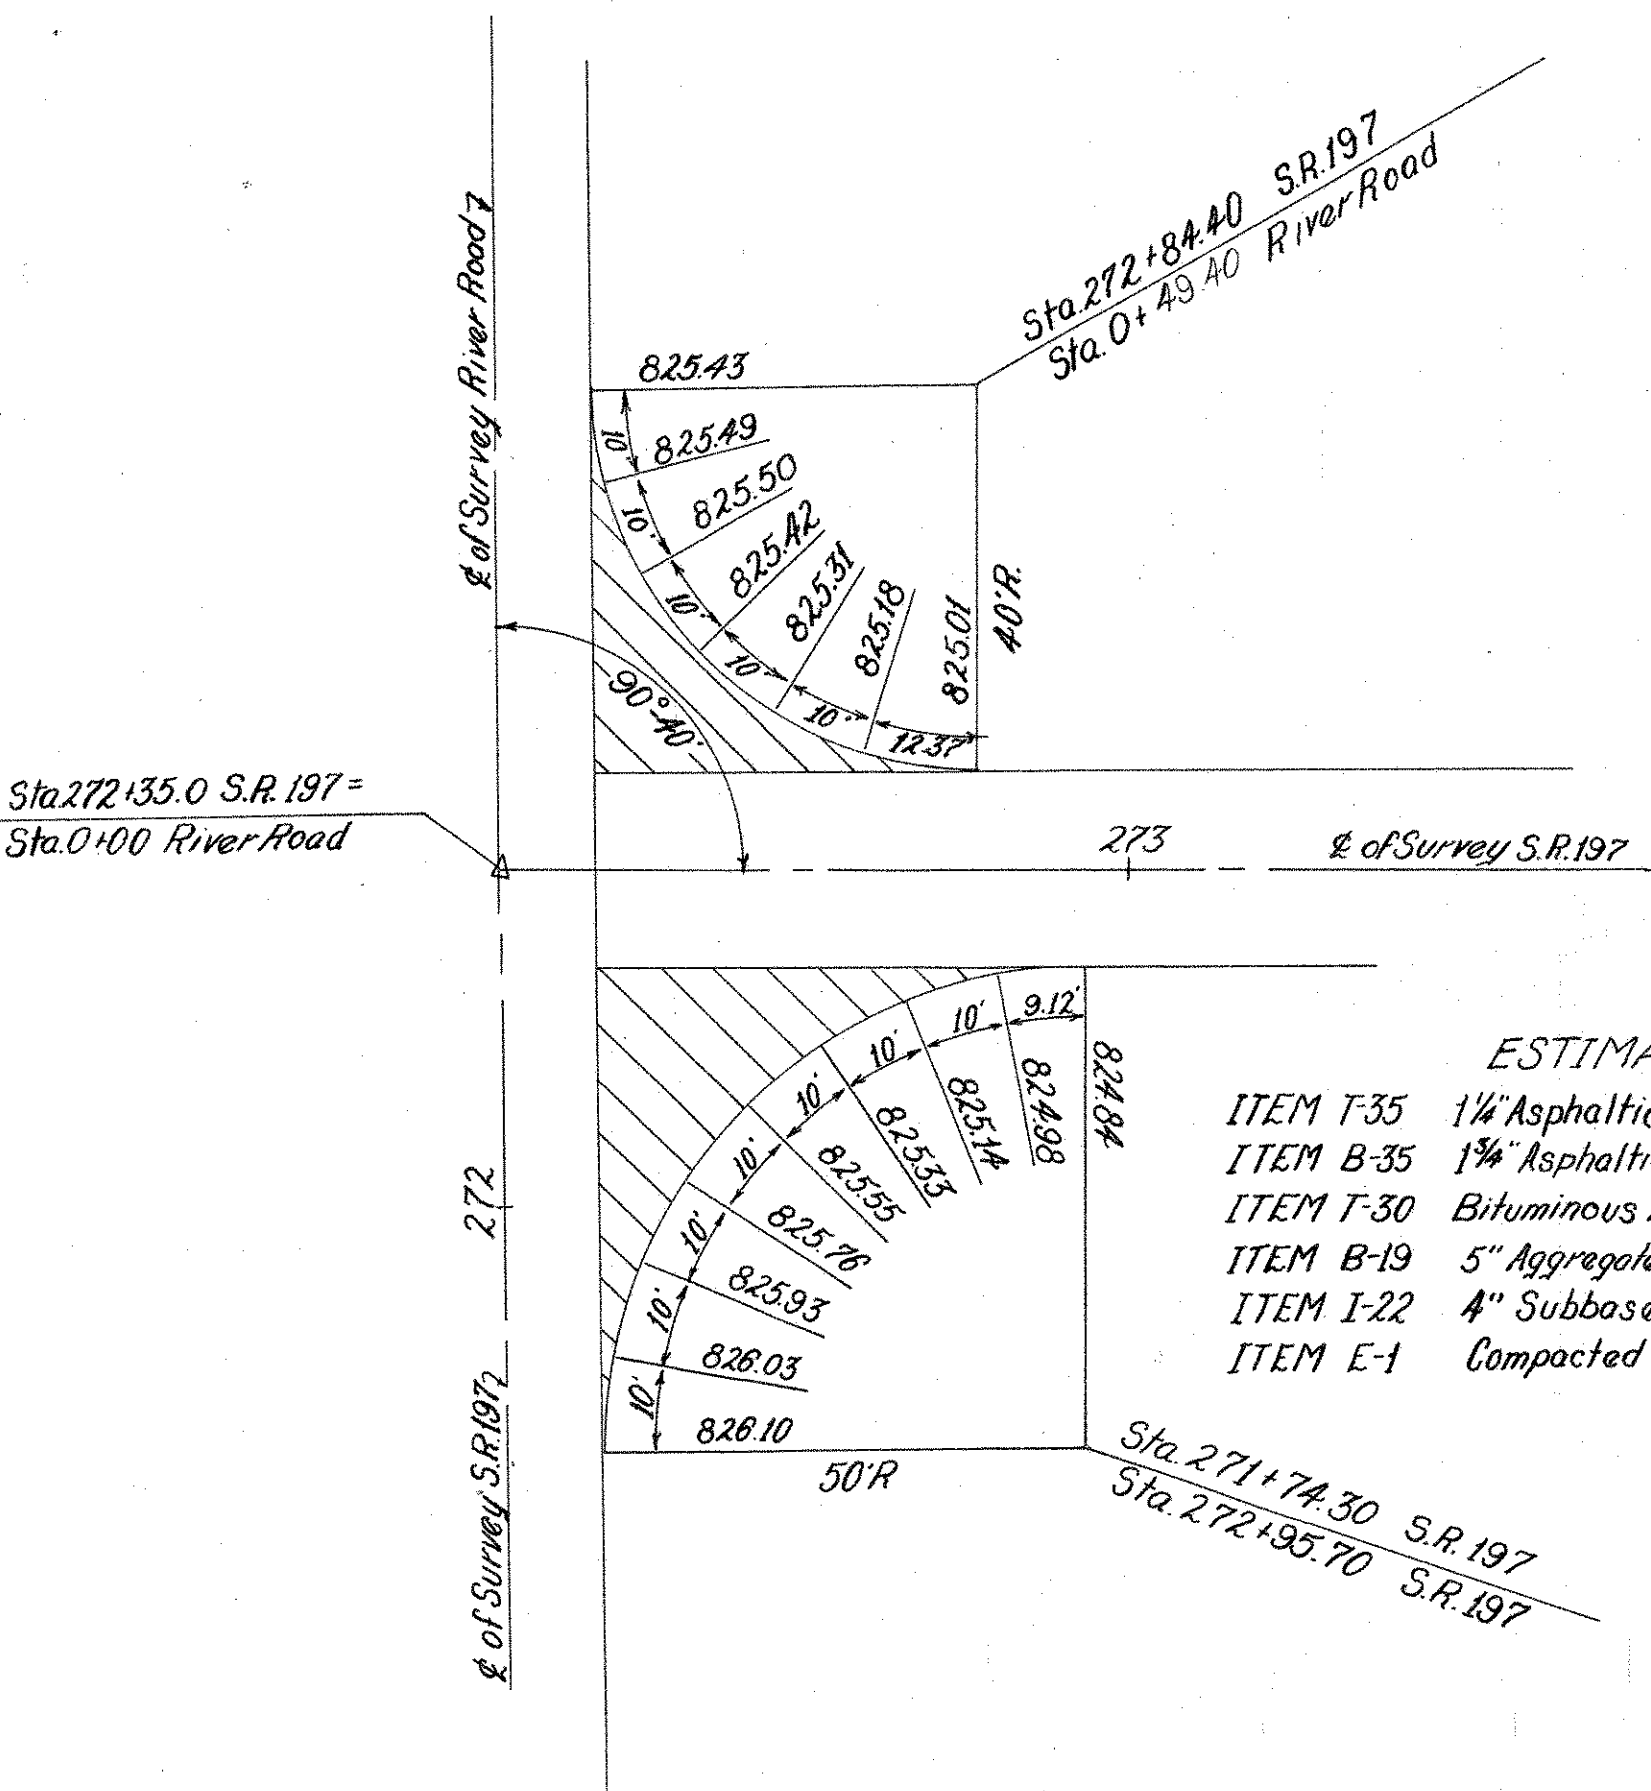 ℄ of Survey River Road
Sta. 272+84.40 S.R. 197
Sta. 0+49.40 River Road
825.43
10'
825.49
10'
825.50
10'
825.42
10'
825.31
10'
825.18
12.37
825.01
40'R.
90°-40'
Sta 272+35.0 S.R. 197 =
Sta. 0+00 River Road
273
℄ of Survey S.R. 197
272
℄ of Survey S.R. 197
9.12'
824.84
10'
824.98
10'
825.14
10'
825.33
10'
825.55
10'
825.76
10'
825.93
10'
826.03
10'
826.10
50'R
Sta. 271+74.30 S.R. 197
Sta. 272+95.70 S.R. 197
ITEM T-35 1¼"
ITEM B-35 1¾"
ITEM T-30 Bituminous
ITEM B-19 5"
ITEM I-22 4"
ITEM E-1 Compacted